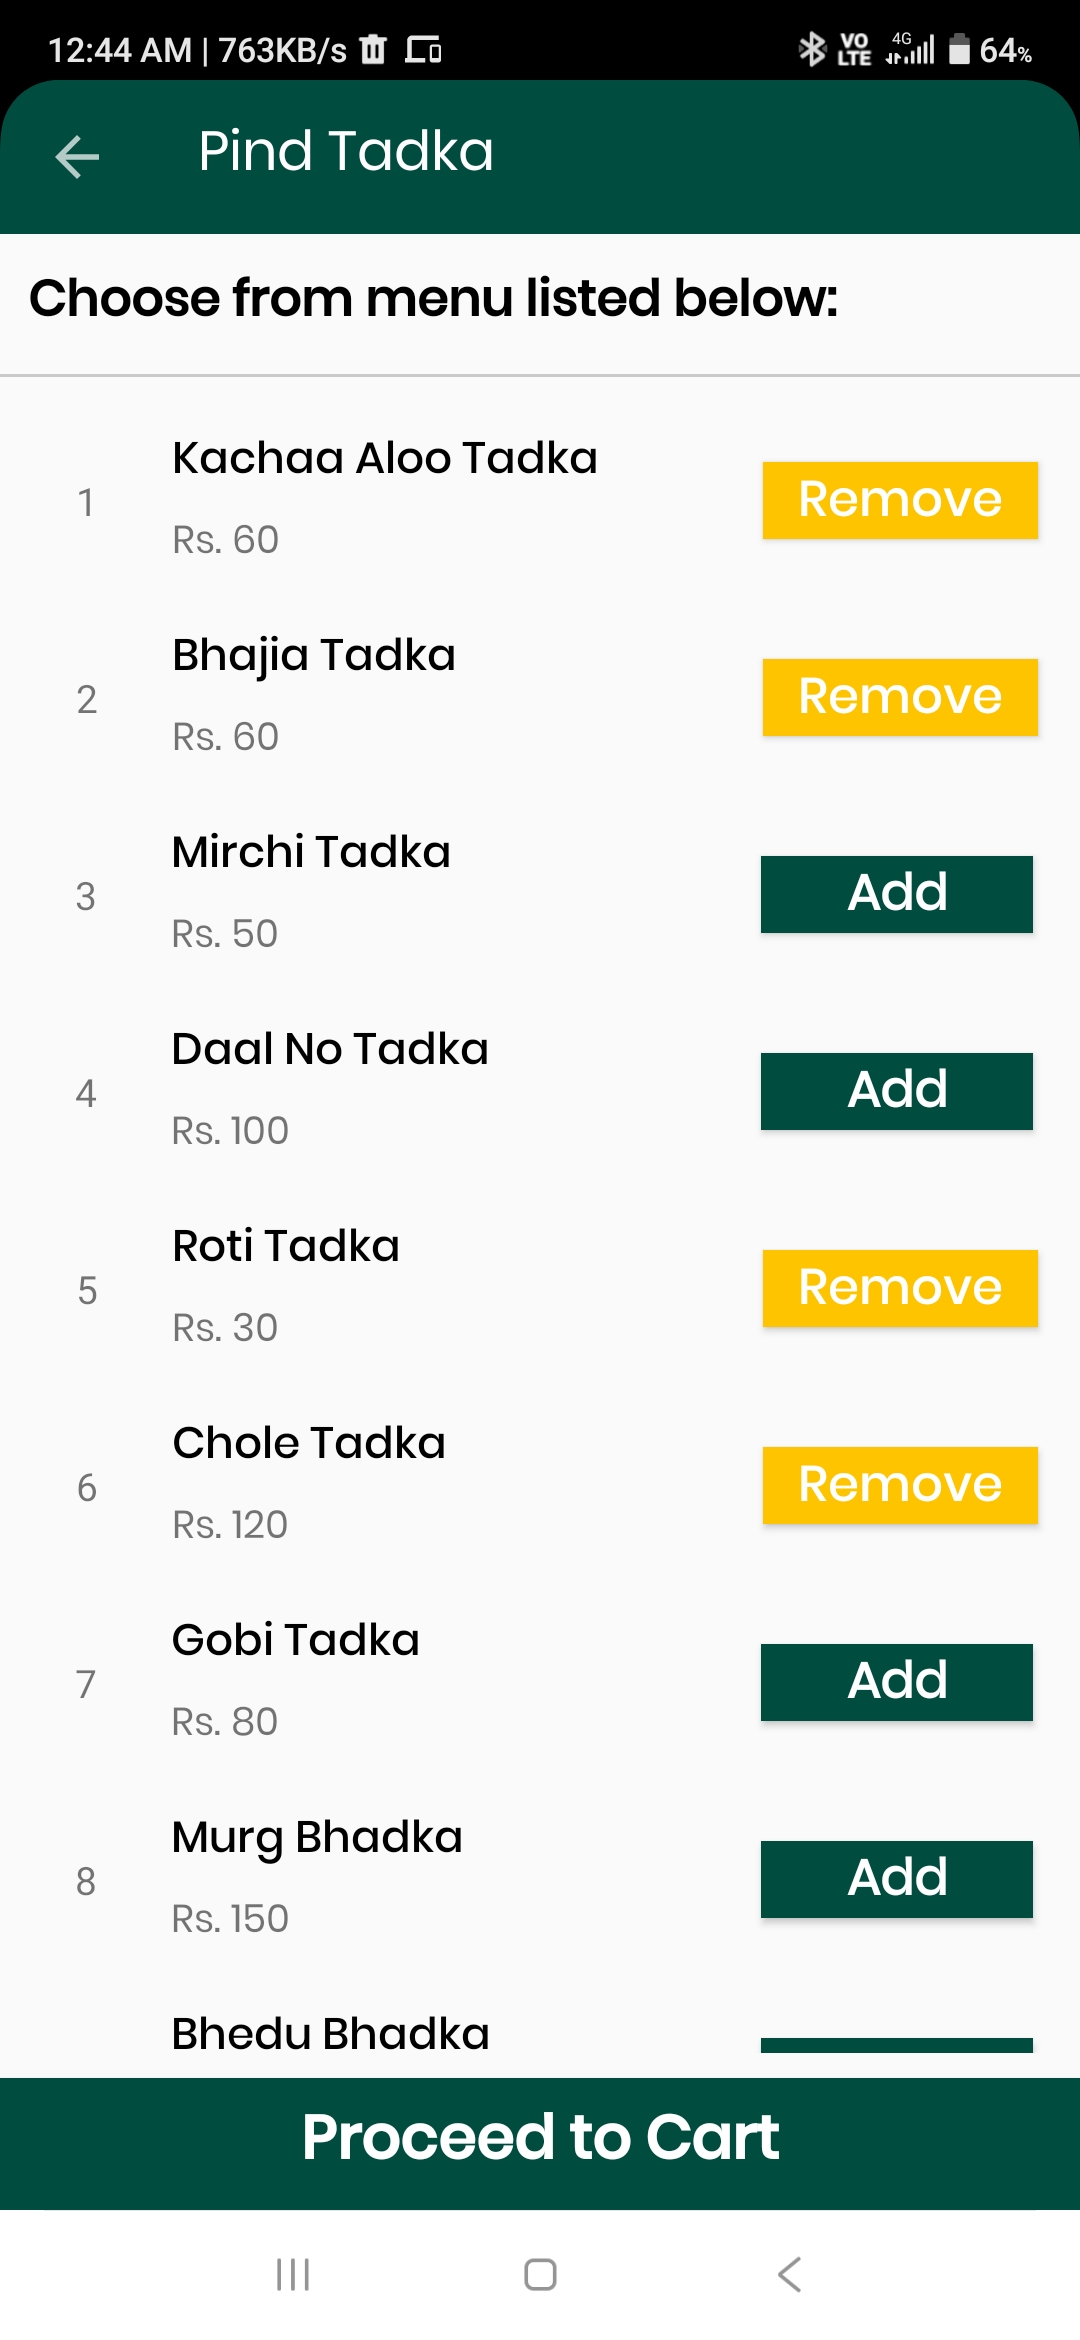 12:44 AM | 763KB/s VO LTE 4G 64%
Pind Tadka
Choose from menu listed below:
1
Kachaa Aloo Tadka
Rs. 60
Remove
2
Bhajia Tadka
Rs. 60
Remove
3
Mirchi Tadka
Rs. 50
Add
4
Daal No Tadka
Rs. 100
Add
5
Roti Tadka
Rs. 30
Remove
6
Chole Tadka
Rs. 120
Remove
7
Gobi Tadka
Rs. 80
Add
8
Murg Bhadka
Rs. 150
Add
Bhedu Bhadka
Proceed to Cart